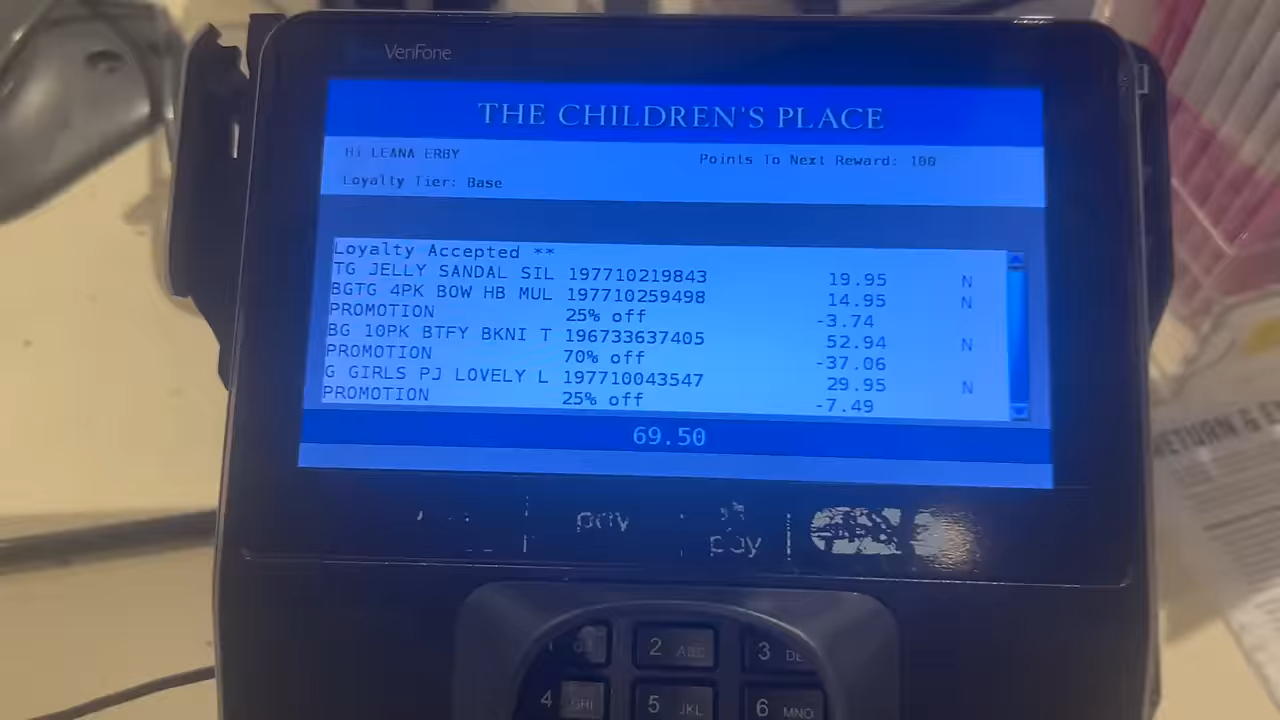 VeriFone
THE CHILDREN'S PLACE
Hi LEANA ERBY
Points To Next Reward: 100
Loyalty Tier: Base
Loyalty Accepted **
TG JELLY SANDAL SIL 197710219843 19.95 N
BGTG 4PK BOW HB MUL 197710259498 14.95 N
PROMOTION 25% off -3.74
BG 10PK BTFY BKNI T 196733637405 52.94 N
PROMOTION 70% off -37.06
G GIRLS PJ LOVELY L 197710043547 29.95 N
PROMOTION 25% off -7.49
69.50
pay
pay
2 ABC
3 DE
4 GHI
5 JKL
6 MNO
RETURN & E